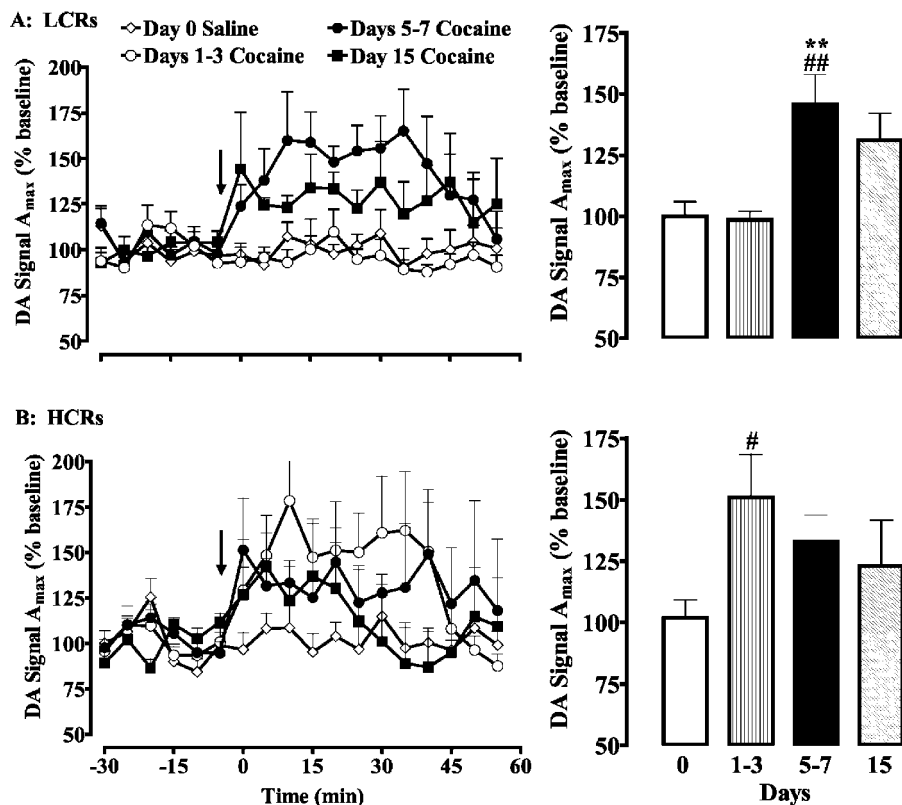 A: LCRs
Day 0 Saline
Days 5-7 Cocaine
Days 1-3 Cocaine
Day 15 Cocaine
DA Signal Amax (% baseline)
200
175
150
125
100
75
50
DA Signal Amax (% baseline)
175
150
125
100
75
50
**
##
B: HCRs
DA Signal Amax (% baseline)
200
175
150
125
100
75
50
-30 -15 0 15 30 45 60
Time (min)
DA Signal Amax (% baseline)
175
150
125
100
75
50
#
0 1-3 5-7 15
Days